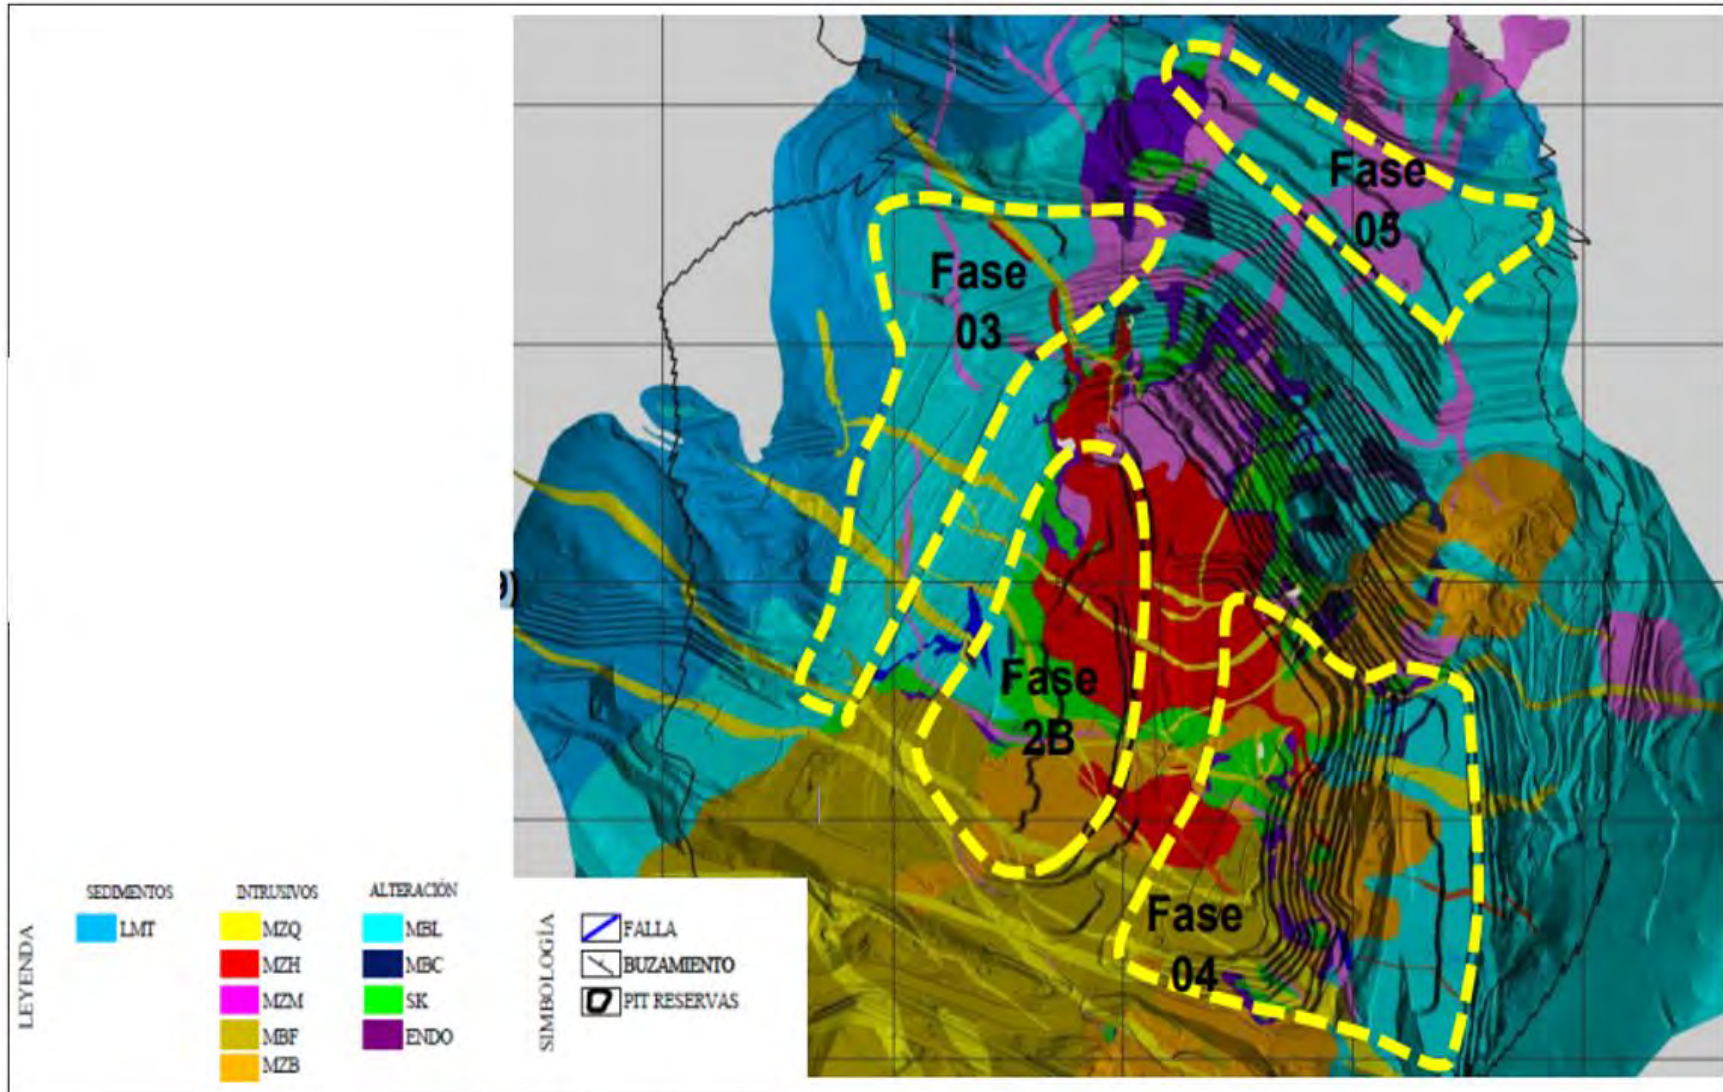 Fase
05
Fase
03
9)
Fase
2B
Fase
04
LEYENDA
SEDIMENTOS
LMT
INTRUSIVOS
MZQ
MZH
MZM
MBF
MZB
ALTERACIÓN
MBL
MBC
SK
ENDO
SIMBOLOGÍA
FALLA
BUZAMIENTO
PIT RESERVAS